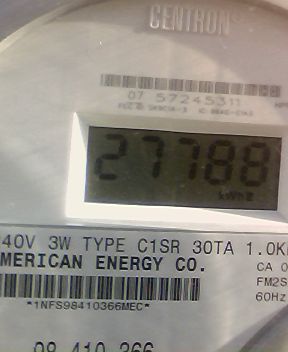 CENTRON
07 57245311
27788
kWh
40V 3W TYPE C1SR 30TA 1.0K
MERICAN ENERGY CO.
CA 0
FM2S
*1NFS98410366MEC*
60Hz
98 410 366